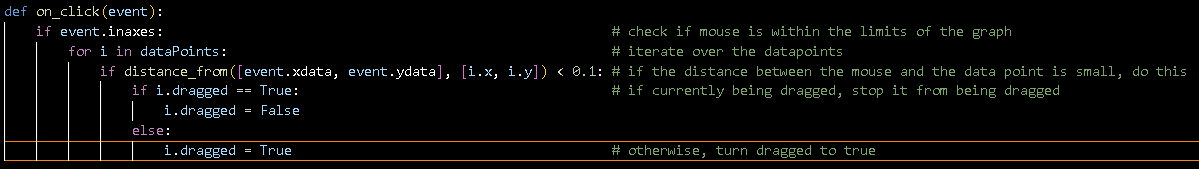 def on_click(event):
    if event.inaxes: # check if mouse is within the limits of the graph
        for i in dataPoints: # iterate over the datapoints
            if distance_from([event.xdata, event.ydata], [i.x, i.y]) < 0.1: # if the distance between the mouse and the data point is small, do this
                if i.dragged == True: # if currently being dragged, stop it from being dragged
                    i.dragged = False
                else:
                    i.dragged = True # otherwise, turn dragged to true